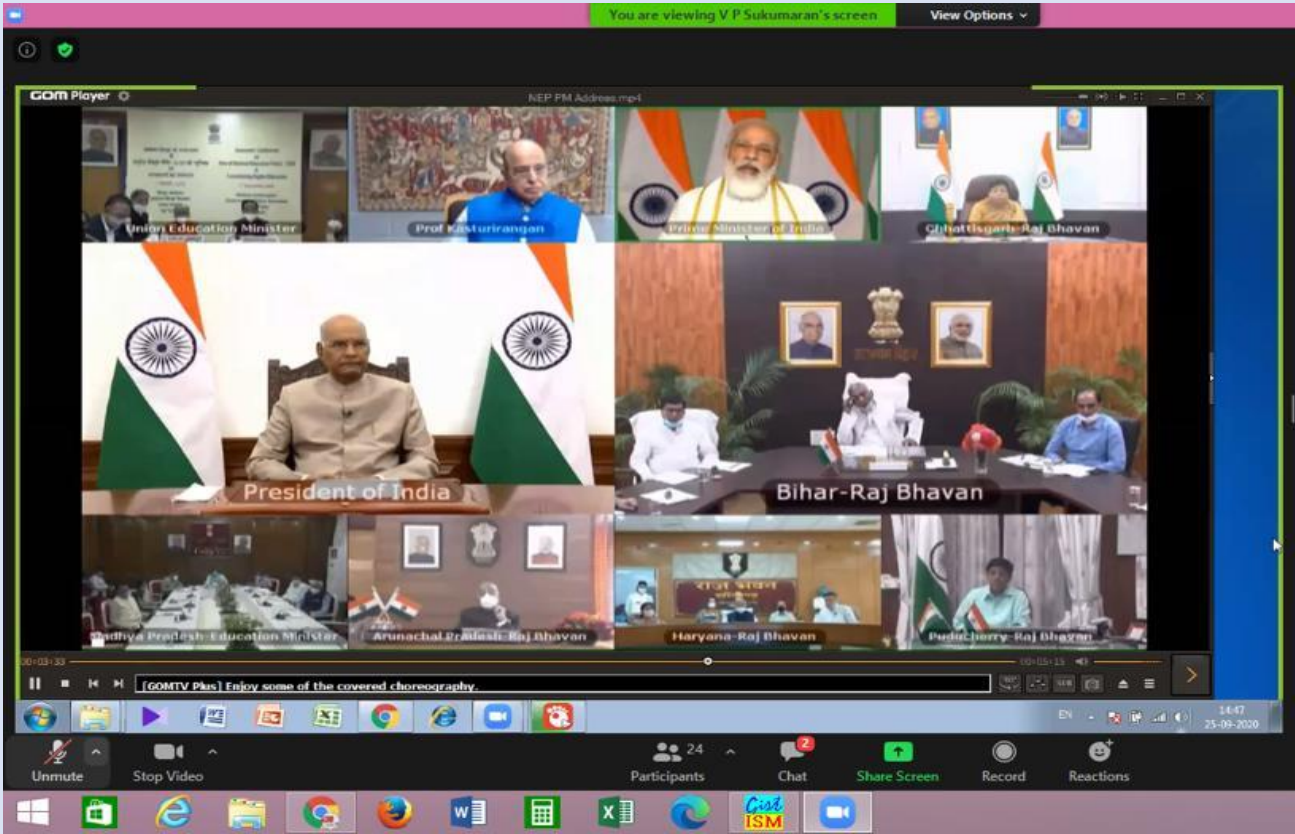 You are viewing V P Sukumaran's screen
View Options
GOM Player
NEP PM Address.mp4
Union Education Minister
Prof Kasturirangan
Prime Minister of India
Chhattisgarh-Raj Bhavan
President of India
Bihar-Raj Bhavan
Madhya Pradesh-Education Minister
Arunachal Pradesh-Raj Bhavan
राज भवन
Haryana-Raj Bhavan
Puducherry-Raj Bhavan
00:03:33
00:05:15
[GOMTV Plus] Enjoy some of the covered choreography.
SUB
EN
14:47
25-09-2020
Unmute
Stop Video
24
Participants
2
Chat
Share Screen
Record
Reactions
Gist
ISM